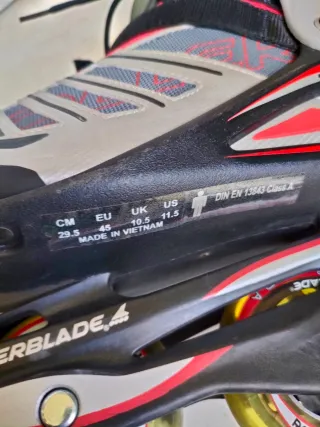 CM EU UK US
29.5 45 10.5 11.5
MADE IN VIETNAM
DIN EN 13843 Class A
ERBLADE
BLADE